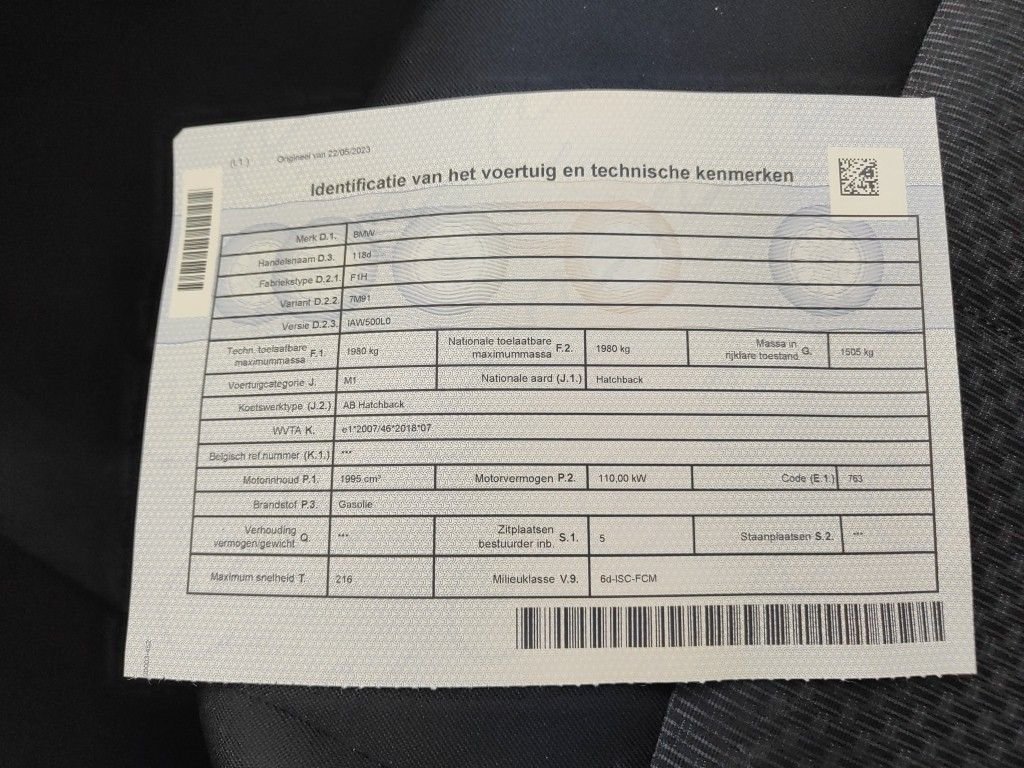 (I.1.) Origineel van 22/05/2023
Identificatie van het voertuig en technische kenmerken
Merk D.1. BMW
Handelsnaam D.3. 118d
Fabriekstype D.2.1. F1H
Variant D.2.2. 7M91
Versie D.2.3. IAW500L0
Techn. toelaatbare maximummassa F.1. 1980 kg Nationale toelaatbare maximummassa F.2. 1980 kg Massa in rijklare toestand G. 1505 kg
Voertuigcategorie J. M1 Nationale aard (J.1.) Hatchback
Koetswerktype (J.2.) AB Hatchback
WVTA K. e1*2007/46*2018*07
Belgisch ref.nummer (K.1.) ***
Motorinhoud P.1. 1995 cm³ Motorvermogen P.2. 110,00 kW Code (E.1.) 763
Brandstof P.3. Gasolie
Verhouding vermogen/gewicht Q. *** Zitplaatsen bestuurder inb. S.1. 5 Staanplaatsen S.2. ***
Maximum snelheid T. 216 Milieuklasse V.9. 6d-ISC-FCM